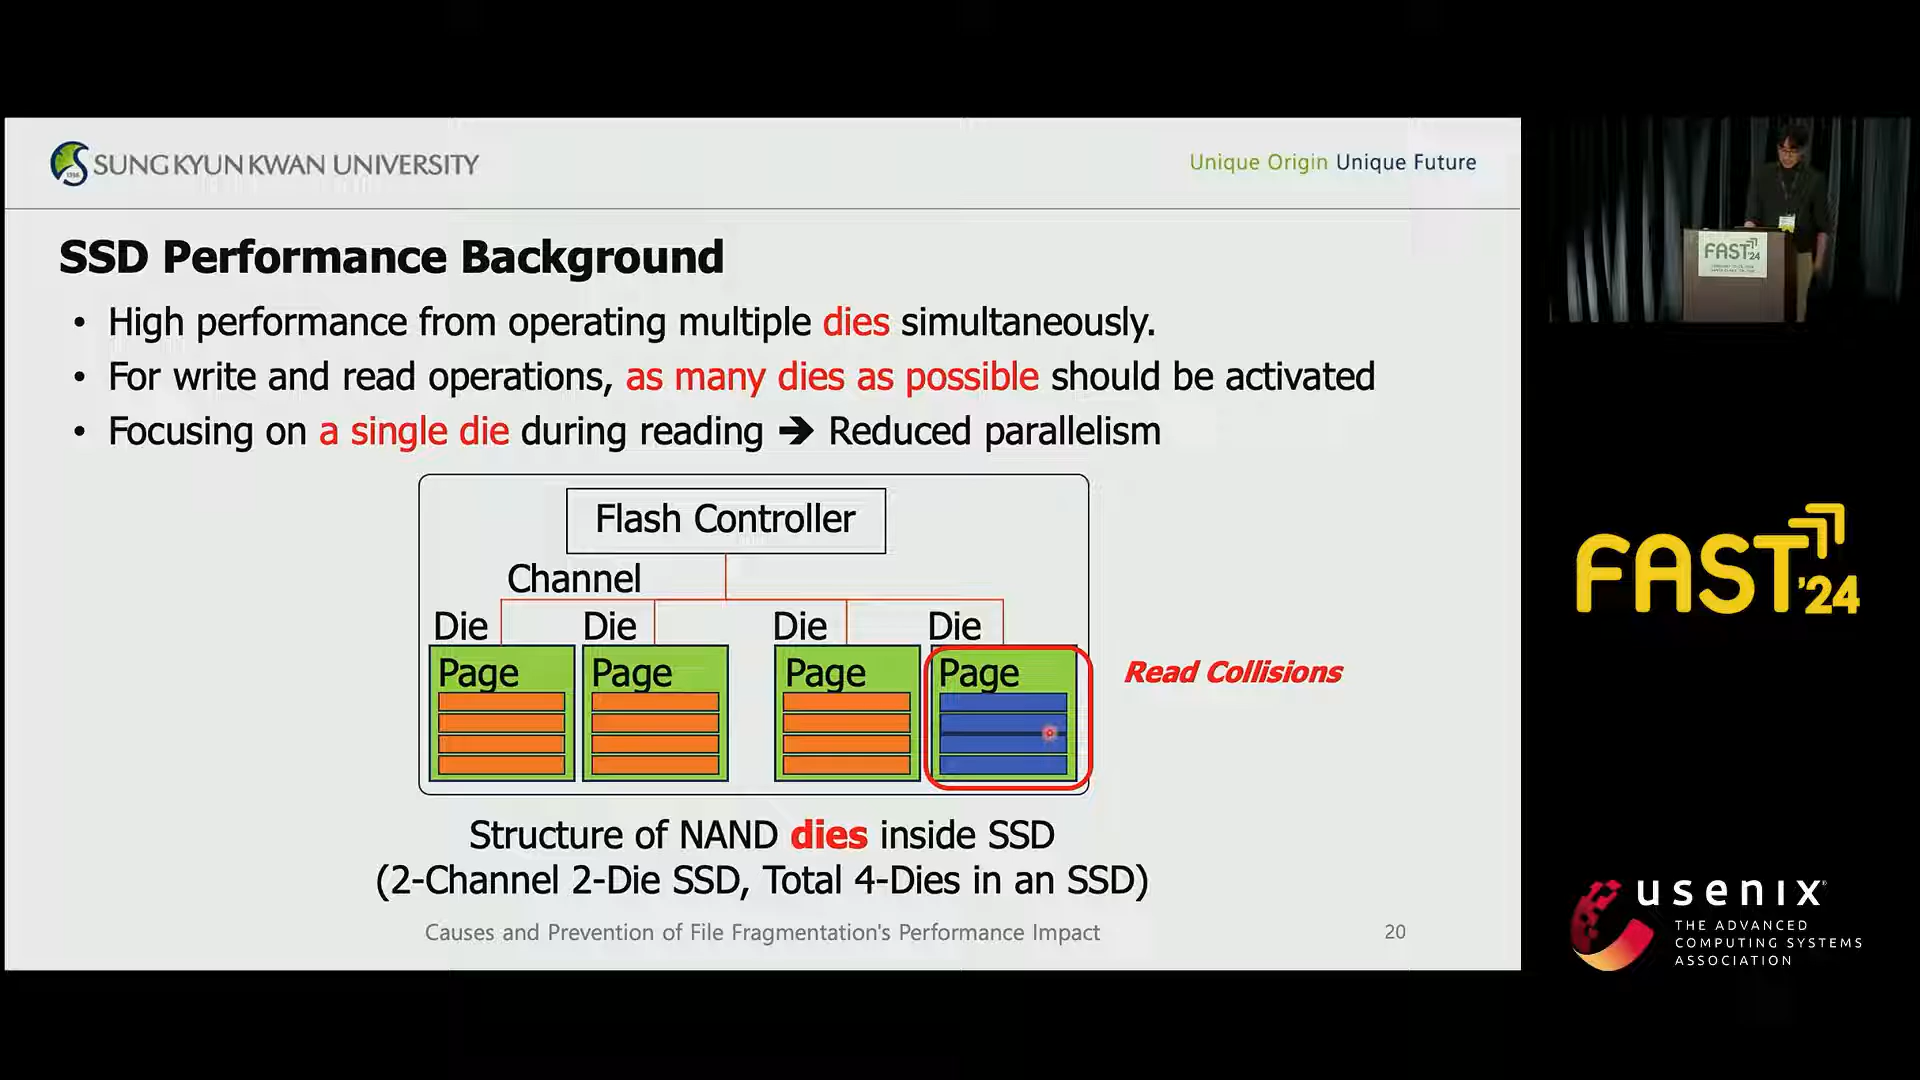 SUNG KYUN KWAN UNIVERSITY
Unique Origin Unique Future
SSD Performance Background
• High performance from operating multiple dies simultaneously.
• For write and read operations, as many dies as possible should be activated
• Focusing on a single die during reading ➔ Reduced parallelism
Flash Controller
Channel
Die Die Die Die
Page Page Page Page
Read Collisions
Structure of NAND dies inside SSD
(2-Channel 2-Die SSD, Total 4-Dies in an SSD)
Causes and Prevention of File Fragmentation's Performance Impact
20
FAST'24
FAST'24
usenix
THE ADVANCED
COMPUTING SYSTEMS
ASSOCIATION